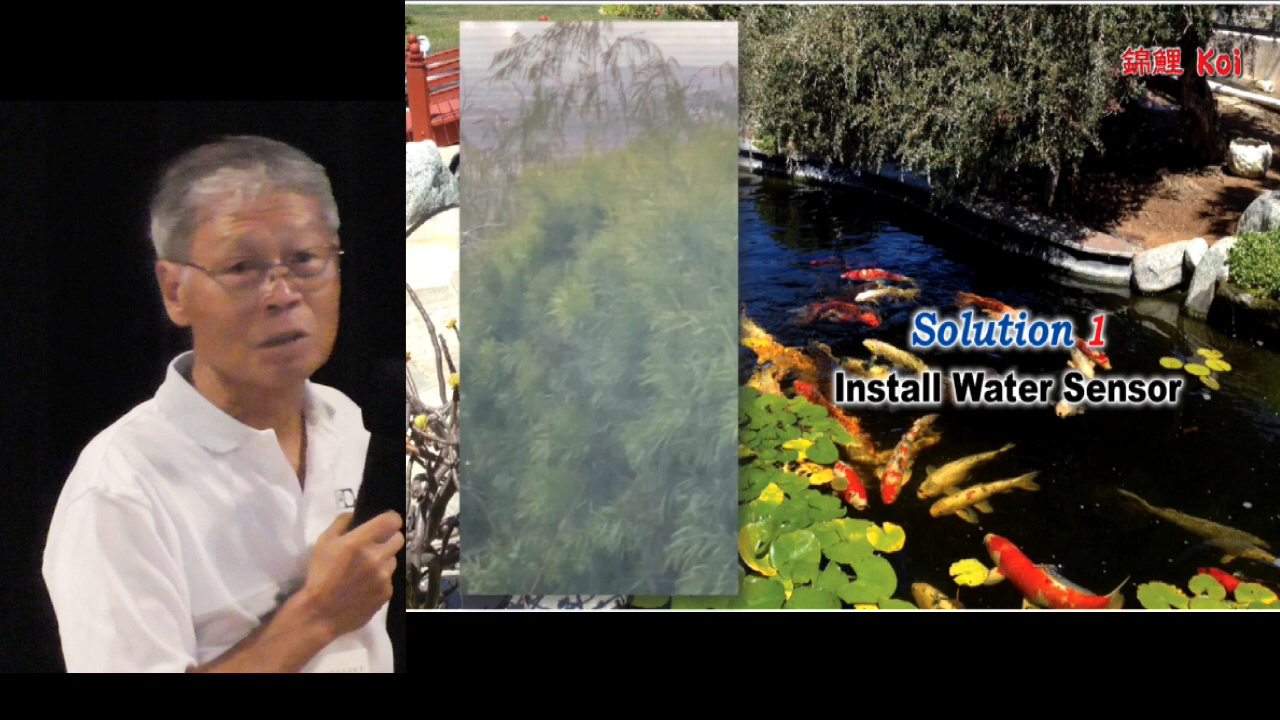 錦鯉 Koi
Solution 1
Install Water Sensor